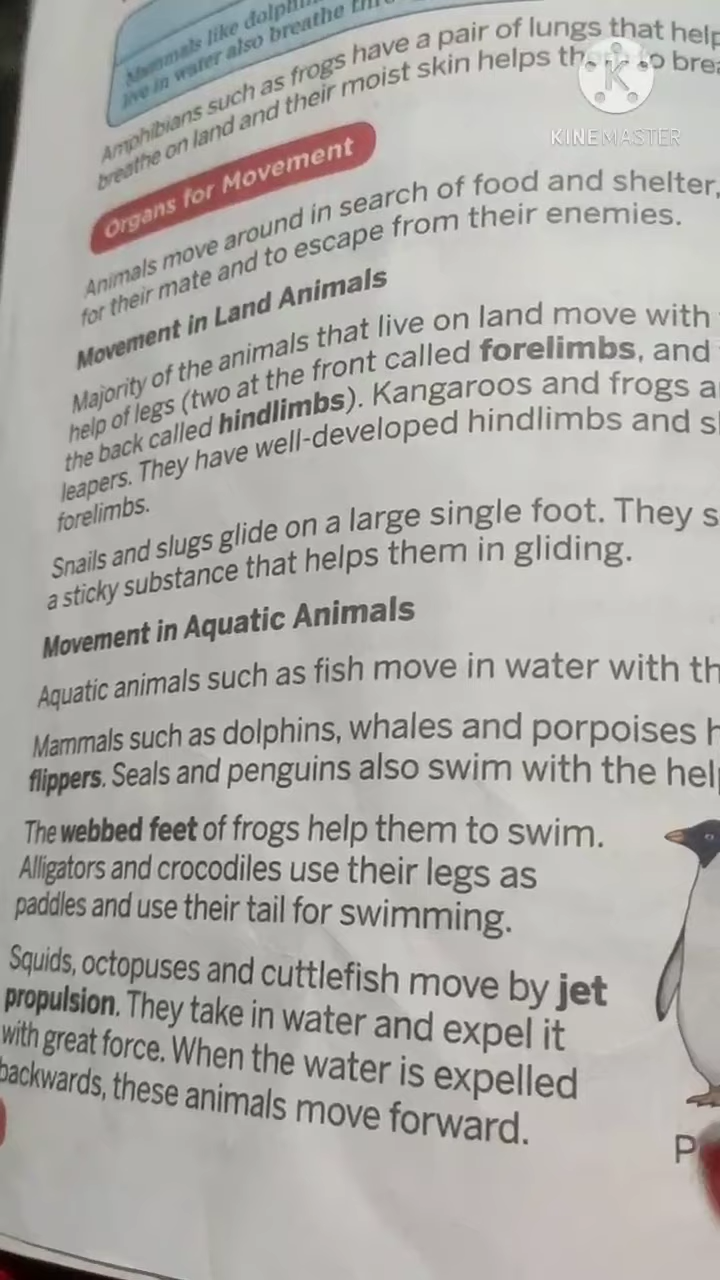 Mammals like dolph
live in water also breathe
Amphibians such as frogs have a pair of lungs that help
breathe on land and their moist skin helps to brea
Organs for Movement
Animals move around in search of food and shelter,
for their mate and to escape from their enemies.
Movement in Land Animals
Majority of the animals that live on land move with
help of legs (two at the front called forelimbs, and
the back called hindlimbs). Kangaroos and frogs a
leapers. They have well-developed hindlimbs and s
forelimbs.
Snails and slugs glide on a large single foot. They s
a sticky substance that helps them in gliding.
Movement in Aquatic Animals
Aquatic animals such as fish move in water with th
Mammals such as dolphins, whales and porpoises h
flippers. Seals and penguins also swim with the hel
The webbed feet of frogs help them to swim.
Alligators and crocodiles use their legs as
paddles and use their tail for swimming.
Squids, octopuses and cuttlefish move by jet
propulsion. They take in water and expel it
with great force. When the water is expelled
backwards, these animals move forward.
P
K
KINEMASTER